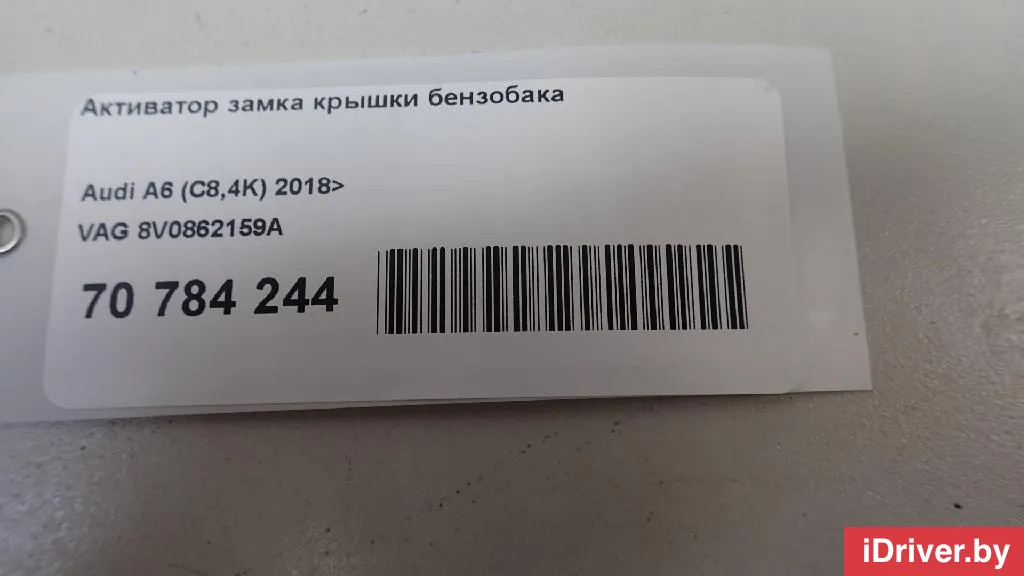 Активатор замка крышки бензобака
Audi A6 (C8,4K) 2018>
VAG 8V0862159A
70 784 244
iDriver.by